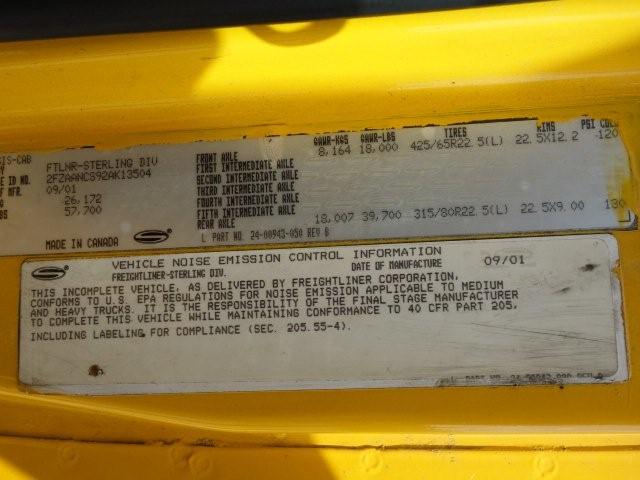 GAWR-KGS GAWR-LBS TIRES RIMS PSI COLD
SIS-CAB FTLNR-STERLING DIV FRONT AXLE 8,164 18,000 425/65R22.5(L) 22.5X12.2 120
LE ID NO. 2FZAANCS92AK13504 FIRST INTERMEDIATE AXLE
MFR. 09/01 SECOND INTERMEDIATE AXLE
26,172 THIRD INTERMEDIATE AXLE
57,700 FOURTH INTERMEDIATE AXLE
FIFTH INTERMEDIATE AXLE
REAR AXLE 18,007 39,700 315/80R22.5(L) 22.5X9.00 130
MADE IN CANADA L PART NO 24-00943-050 REV B
VEHICLE NOISE EMISSION CONTROL INFORMATION
FREIGHTLINER-STERLING DIV. DATE OF MANUFACTURE 09/01
THIS INCOMPLETE VEHICLE, AS DELIVERED BY FREIGHTLINER CORPORATION,
CONFORMS TO U.S. EPA REGULATIONS FOR NOISE EMISSION APPLICABLE TO MEDIUM
AND HEAVY TRUCKS. IT IS THE RESPONSIBILITY OF THE FINAL STAGE MANUFACTURER
TO COMPLETE THIS VEHICLE WHILE MAINTAINING CONFORMANCE TO 40 CFR PART 205,
INCLUDING LABELING FOR COMPLIANCE (SEC. 205.55-4).